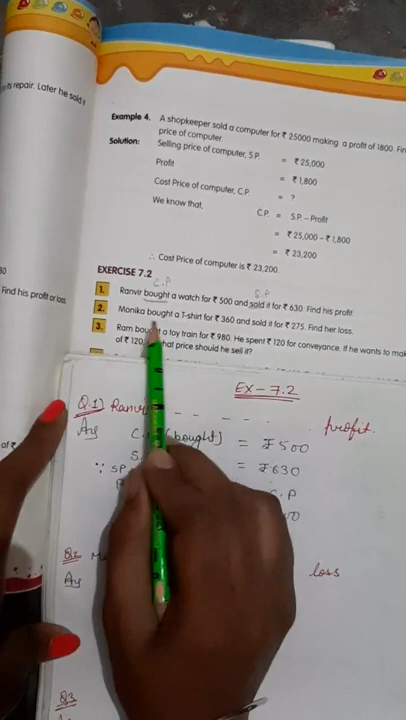 on its repair. Later he sold it
Find his profit or loss.
of ₹
Example 4. A shopkeeper sold a computer for ₹ 25000 making a profit of 1800. Fin
price of computer.
Solution: Selling price of computer, S.P. = ₹ 25,000
Profit = ₹ 1,800
Cost Price of computer, C.P. = ?
We know that, C.P. = S.P. – Profit
= ₹ 25,000 – ₹ 1,800
= ₹ 23,200
∴ Cost Price of computer is ₹ 23,200.
EXERCISE 7.2
C.P
S.P
1. Ranvir bought a watch for ₹ 500 and sold it for ₹ 630. Find his profit.
2. Monika bought a T-shirt for ₹ 360 and sold it for ₹ 275. Find her loss.
3. Ram bought a toy train for ₹ 980. He spent ₹ 120 for conveyance. If he wants to mak
of ₹ 120, what price should he sell it?
EX - 7.2
Q.1) Ranvir - - - - profit.
Ans C.P (bought) = ₹ 500
S. = ₹ 630
∵ SP C.P
Q2 M loss
Ans
Q3